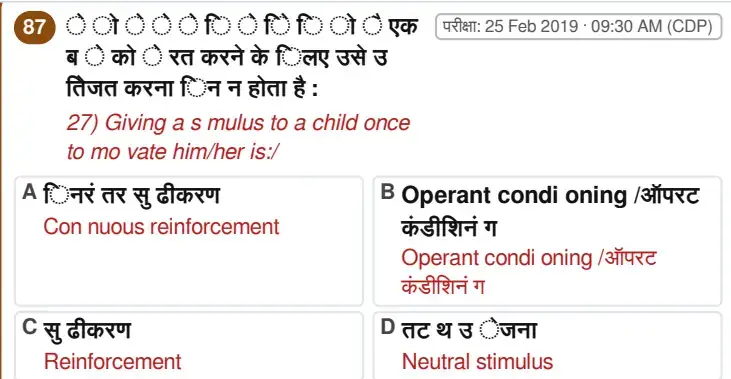 87 े ो े े े ि े ि े ि ो ै एक
परीक्षा: 25 Feb 2019 · 09:30 AM (CDP)
ब े को े रत करने के िलए उसे उ
तेिजत करना िन न होता है :
27) Giving a s mulus to a child once
to mo vate him/her is:/
A िनरं तर सु ढीकरण
Con nuous reinforcement
B Operant condi oning /ऑपरट
कंडीशिनं ग
Operant condi oning /ऑपरट
कंडीशिनं ग
C सु ढीकरण
Reinforcement
D तट थ उ ेजना
Neutral stimulus